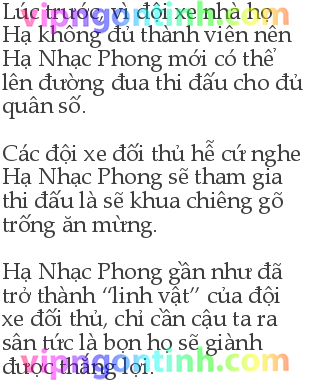 Lúc trước, vì đội xe nhà họ
Hạ không đủ thành viên nên
Hạ Nhạc Phong mới có thể
lên đường đua thi đấu cho đủ
quân số.
Các đội xe đối thủ hễ cứ nghe
Hạ Nhạc Phong sẽ tham gia
thi đấu là sẽ khua chiêng gõ
trống ăn mừng.
Hạ Nhạc Phong gần như đã
trở thành “linh vật” của đội
xe đối thủ, chỉ cần cậu ta ra
sân tức là bọn họ sẽ giành
được thắng lợi.
vipngontinh.com
vipngontinh.com